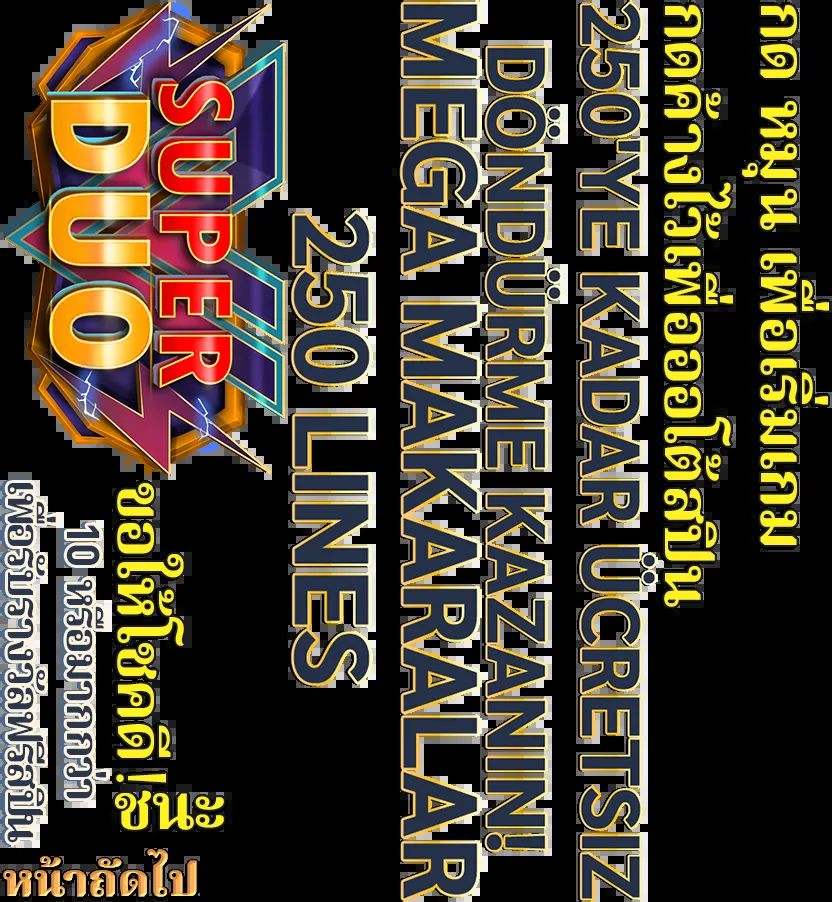 กด หมุน เพื่อเริ่มเกม
กดค้างไว้เพื่อออโต้สปิน
250'YE KADAR ÜCRETSIZ
DÖNDÜRME KAZANIN!
MEGA MAKARALAR
250 LINES
SUPER
DUO
ขอให้โชคดี!
ชนะ
10 หรือมากกว่า
เพื่อรับรางวัลฟรีสปิน
หน้าถัดไป